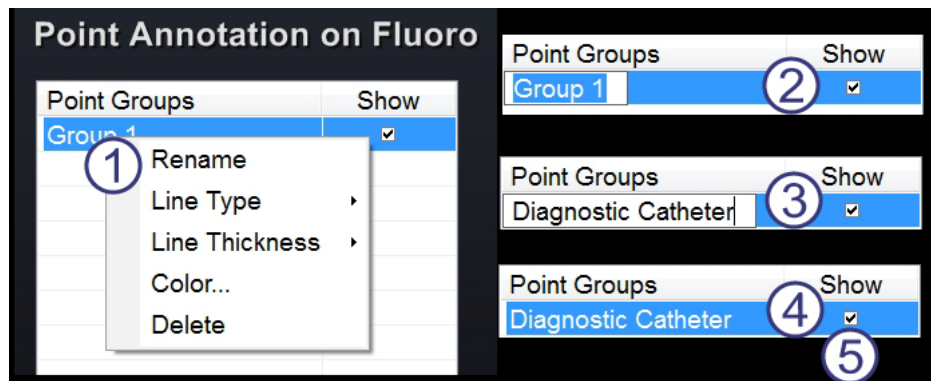 Point Annotation on Fluoro
Point Groups Show
Group 1
1
Rename
Line Type
Line Thickness
Color...
Delete
Point Groups Show
Group 1 2
Point Groups Show
Diagnostic Catheter 3
Point Groups Show
Diagnostic Catheter 4
5